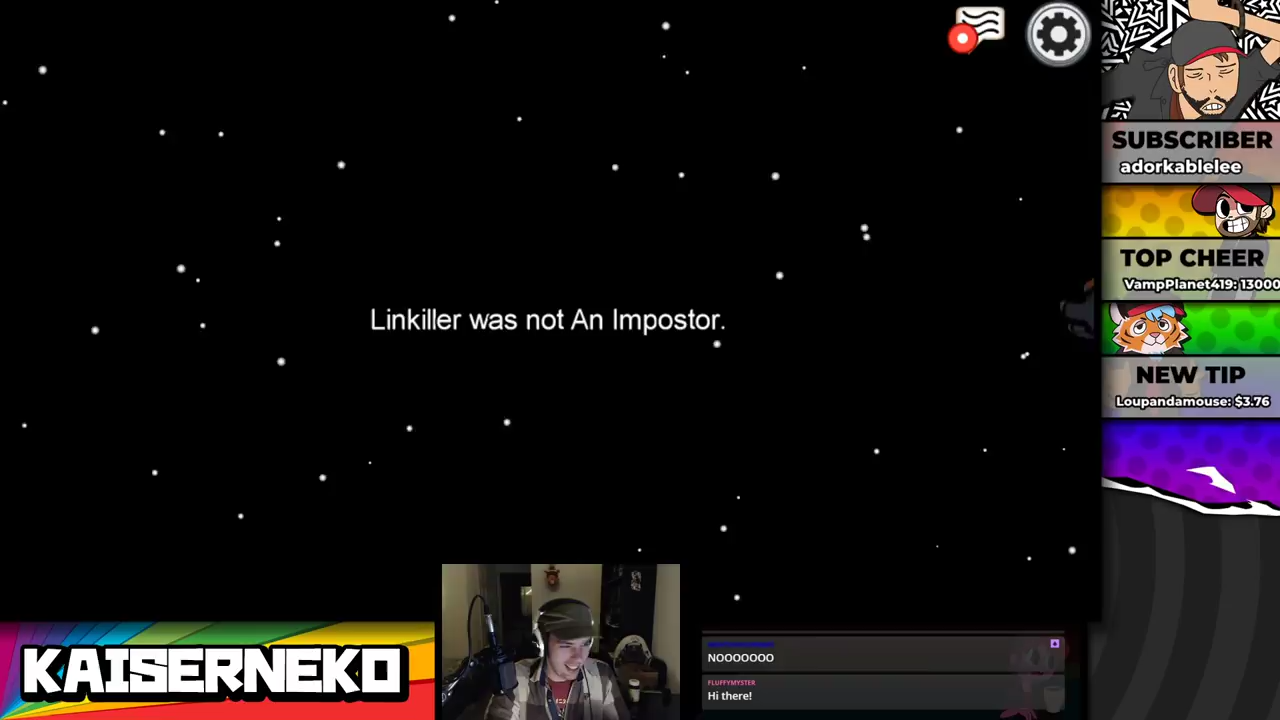 Linkiller was not An Impostor.
SUBSCRIBER
adorkablelee
TOP CHEER
VampPlanet419: 13000
NEW TIP
Loupandamouse: $3.76
KAISERNEKO
NOOOOOOO
FLUFFYMYSTER
Hi there!